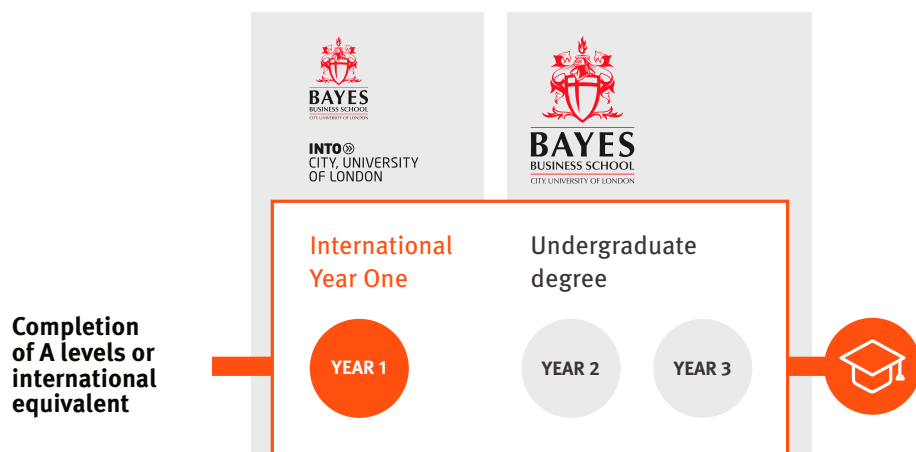 BAYES
BUSINESS SCHOOL
CITY, UNIVERSITY OF LONDON
INTO
CITY, UNIVERSITY
OF LONDON
BAYES
BUSINESS SCHOOL
CITY, UNIVERSITY OF LONDON
International
Year One
Undergraduate
degree
Completion
of A levels or
international
equivalent
YEAR 1
YEAR 2
YEAR 3